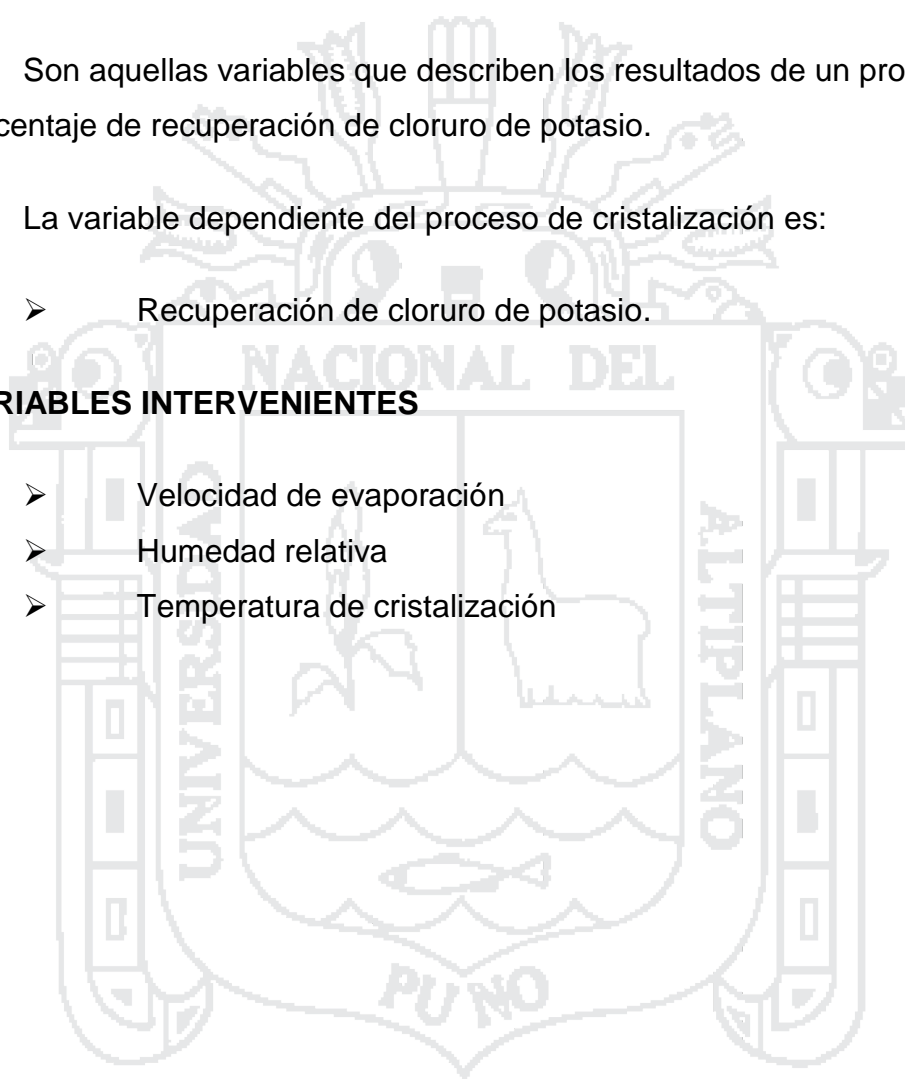 Son aquellas variables que describen los resultados de un pro
centaje de recuperación de cloruro de potasio.
La variable dependiente del proceso de cristalización es:
➢ Recuperación de cloruro de potasio.
NACIONAL DEL
RIABLES INTERVENIENTES
➢ Velocidad de evaporación
➢ Humedad relativa
➢ Temperatura de cristalización
UNIVERSDAD
ALTIPLANO
PUNO